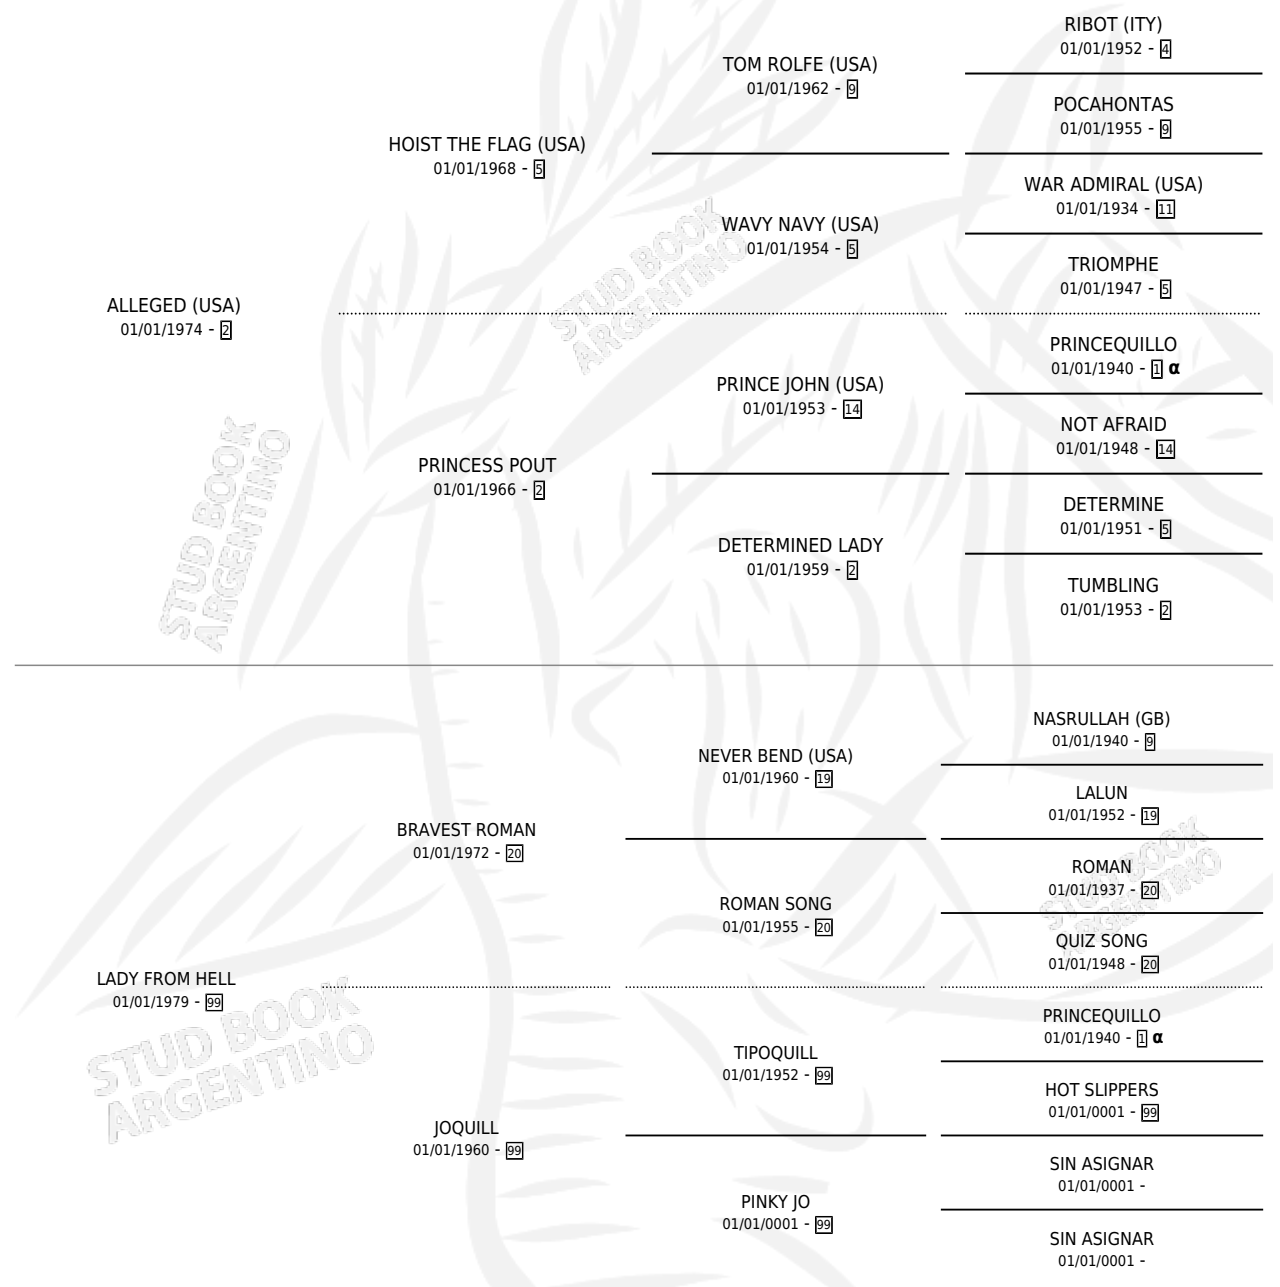 RIBOT (ITY)
01/01/1952 - 4
TOM ROLFE (USA)
01/01/1962 - 9
POCAHONTAS
01/01/1955 - 9
HOIST THE FLAG (USA)
01/01/1968 - 5
WAR ADMIRAL (USA)
01/01/1934 - 11
WAVY NAVY (USA)
01/01/1954 - 5
TRIOMPHE
01/01/1947 - 5
ALLEGED (USA)
01/01/1974 - 2
PRINCEQUILLO
01/01/1940 - 1 α
PRINCE JOHN (USA)
01/01/1953 - 14
NOT AFRAID
01/01/1948 - 14
PRINCESS POUT
01/01/1966 - 2
DETERMINE
01/01/1951 - 5
DETERMINED LADY
01/01/1959 - 2
TUMBLING
01/01/1953 - 2
NASRULLAH (GB)
01/01/1940 - 9
NEVER BEND (USA)
01/01/1960 - 19
LALUN
01/01/1952 - 19
BRAVEST ROMAN
01/01/1972 - 20
ROMAN
01/01/1937 - 20
ROMAN SONG
01/01/1955 - 20
QUIZ SONG
01/01/1948 - 20
LADY FROM HELL
01/01/1979 - 99
PRINCEQUILLO
01/01/1940 - 1 α
TIPOQUILL
01/01/1952 - 99
HOT SLIPPERS
01/01/0001 - 99
JOQUILL
01/01/1960 - 99
SIN ASIGNAR
01/01/0001 -
PINKY JO
01/01/0001 - 99
SIN ASIGNAR
01/01/0001 -
STUD BOOK
ARGENTINO
STUD BOOK
ARGENTINO
STUD BOOK
ARGENTINO
STUD BOOK
ARGENTINO